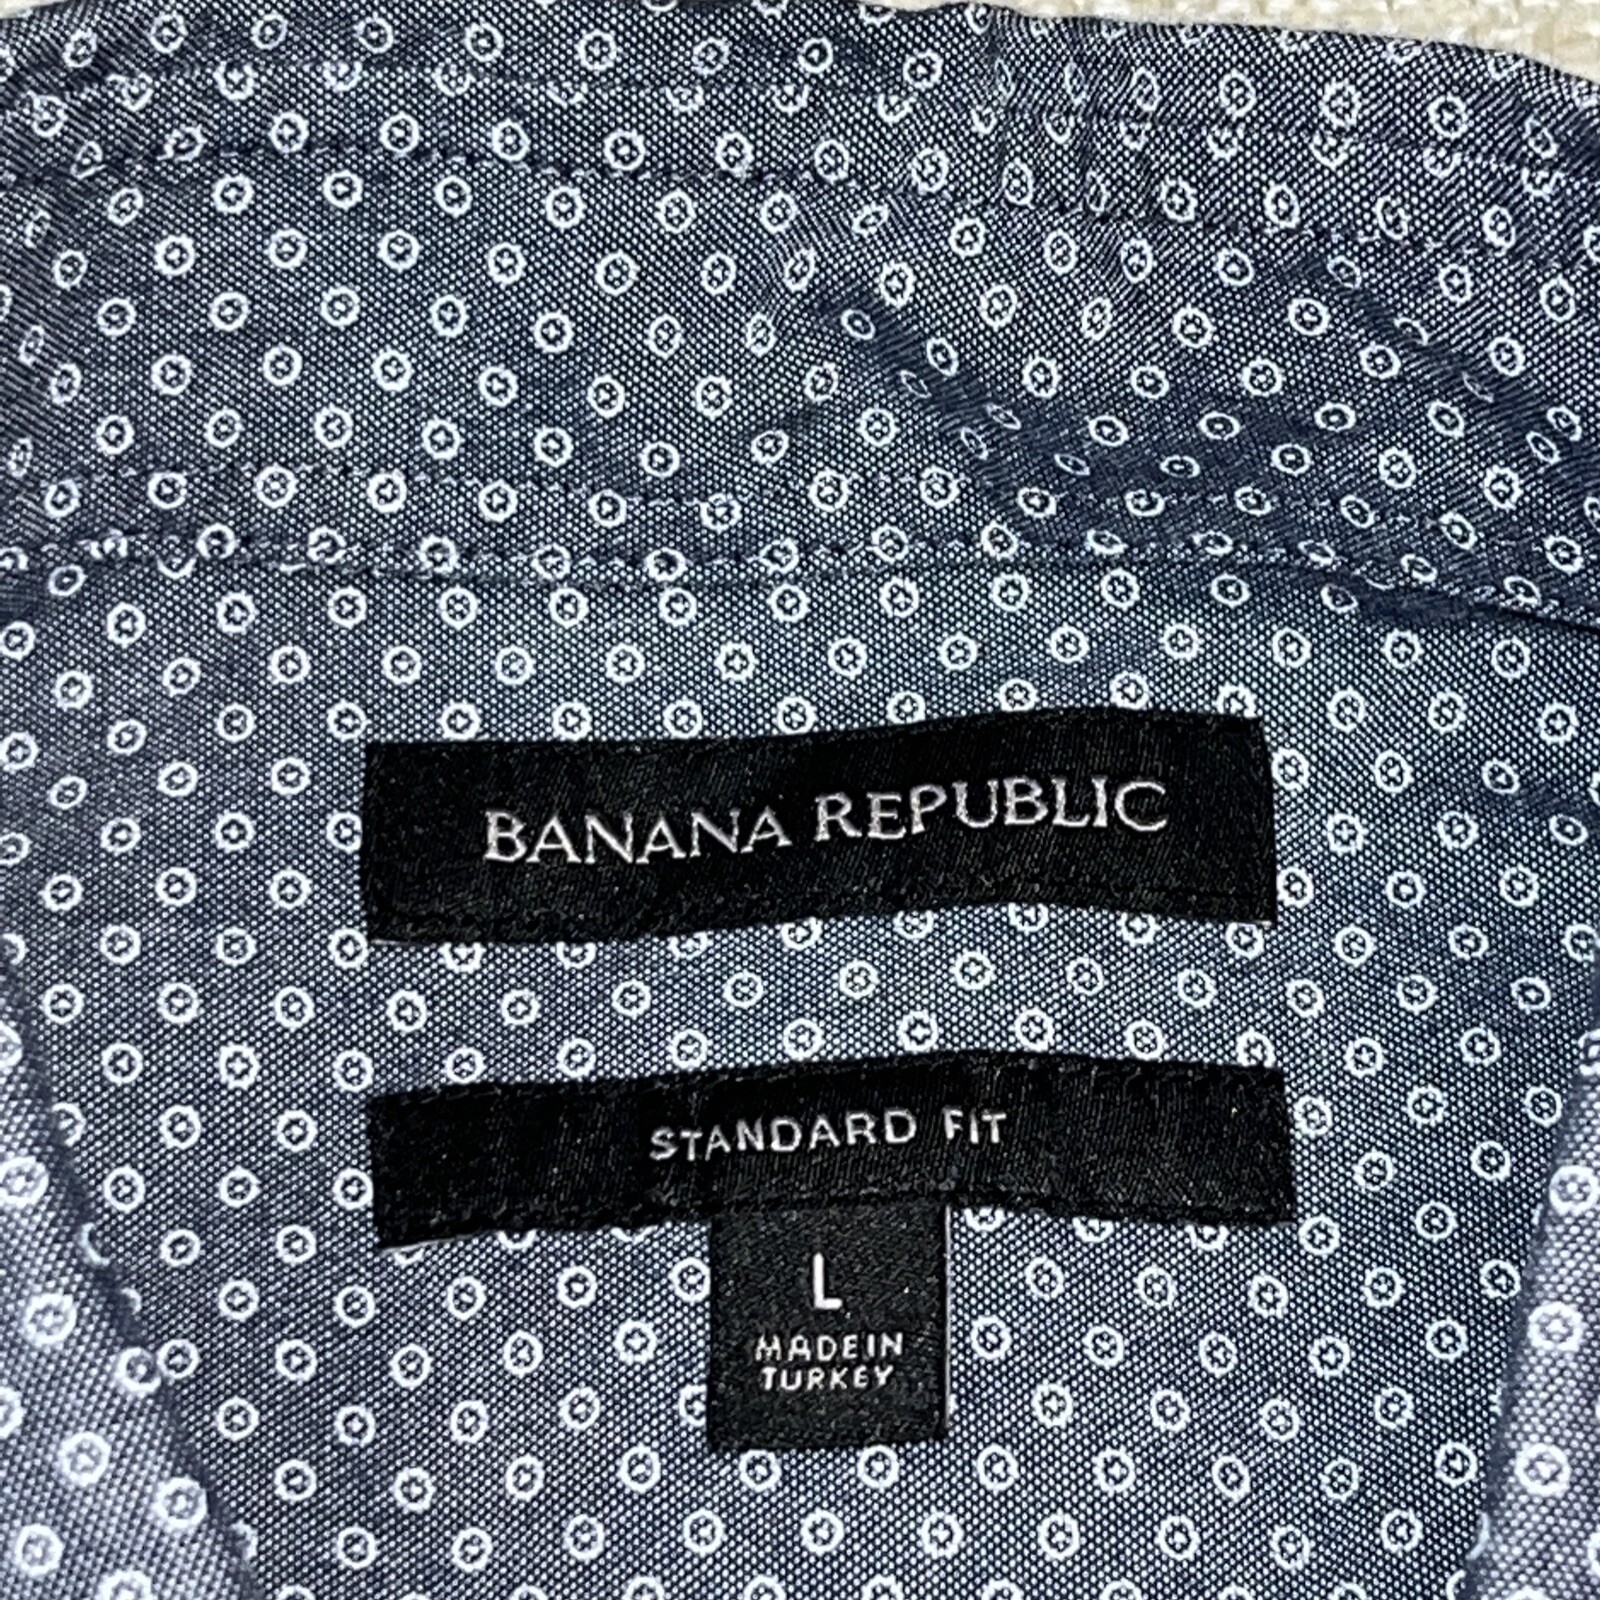 BANANA REPUBLIC
STANDARD FIT
L
MADE IN
TURKEY